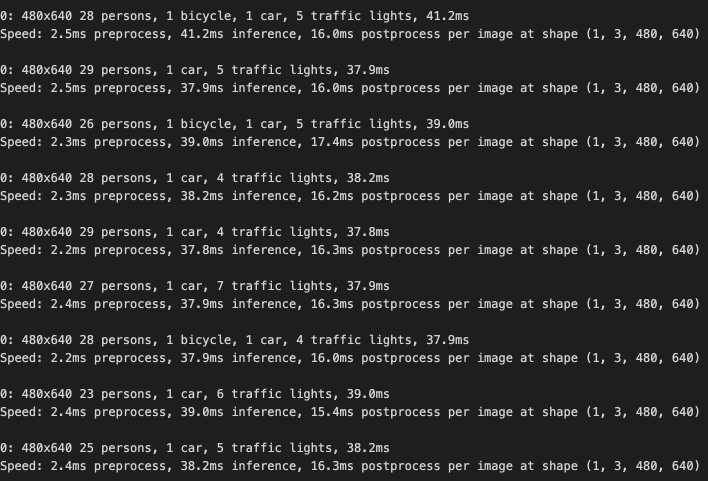 0: 480x640 28 persons, 1 bicycle, 1 car, 5 traffic lights, 41.2ms
Speed: 2.5ms preprocess, 41.2ms inference, 16.0ms postprocess per image at shape (1, 3, 480, 640)
0: 480x640 29 persons, 1 car, 5 traffic lights, 37.9ms
Speed: 2.5ms preprocess, 37.9ms inference, 16.0ms postprocess per image at shape (1, 3, 480, 640)
0: 480x640 26 persons, 1 bicycle, 1 car, 5 traffic lights, 39.0ms
Speed: 2.3ms preprocess, 39.0ms inference, 17.4ms postprocess per image at shape (1, 3, 480, 640)
0: 480x640 28 persons, 1 car, 4 traffic lights, 38.2ms
Speed: 2.3ms preprocess, 38.2ms inference, 16.2ms postprocess per image at shape (1, 3, 480, 640)
0: 480x640 29 persons, 1 car, 4 traffic lights, 37.8ms
Speed: 2.2ms preprocess, 37.8ms inference, 16.3ms postprocess per image at shape (1, 3, 480, 640)
0: 480x640 27 persons, 1 car, 7 traffic lights, 37.9ms
Speed: 2.4ms preprocess, 37.9ms inference, 16.3ms postprocess per image at shape (1, 3, 480, 640)
0: 480x640 28 persons, 1 bicycle, 1 car, 4 traffic lights, 37.9ms
Speed: 2.2ms preprocess, 37.9ms inference, 16.0ms postprocess per image at shape (1, 3, 480, 640)
0: 480x640 23 persons, 1 car, 6 traffic lights, 39.0ms
Speed: 2.4ms preprocess, 39.0ms inference, 15.4ms postprocess per image at shape (1, 3, 480, 640)
0: 480x640 25 persons, 1 car, 5 traffic lights, 38.2ms
Speed: 2.4ms preprocess, 38.2ms inference, 16.3ms postprocess per image at shape (1, 3, 480, 640)